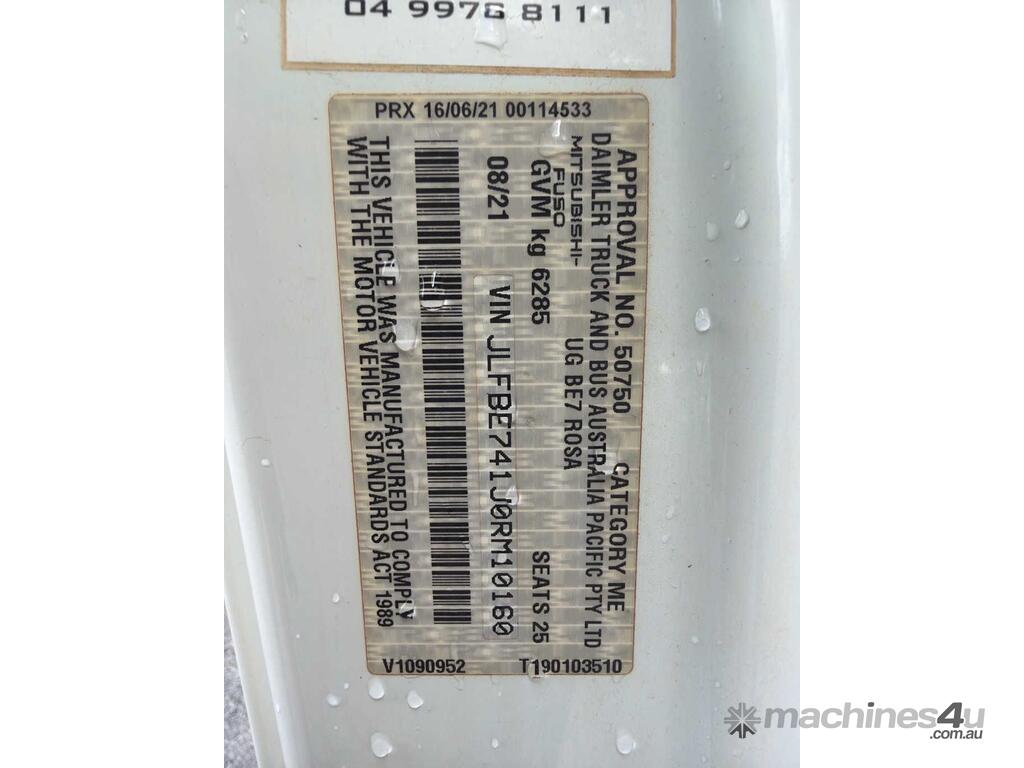 04 9976 8111
PRX 16/06/21 00114533
APPROVAL NO. 50750 CATEGORY ME
DAIMLER TRUCK AND BUS AUSTRALIA PACIFIC PTY LTD
MITSUBISHI-
FUSO
UG BE7 ROSA
GVM kg 6285 SEATS 25
08/21 VIN JLFBE741J0RM10160
THIS VEHICLE WAS MANUFACTURED TO COMPLY
WITH THE MOTOR VEHICLE STANDARDS ACT 1989
V1090952 T190103510
machines4u
.com.au